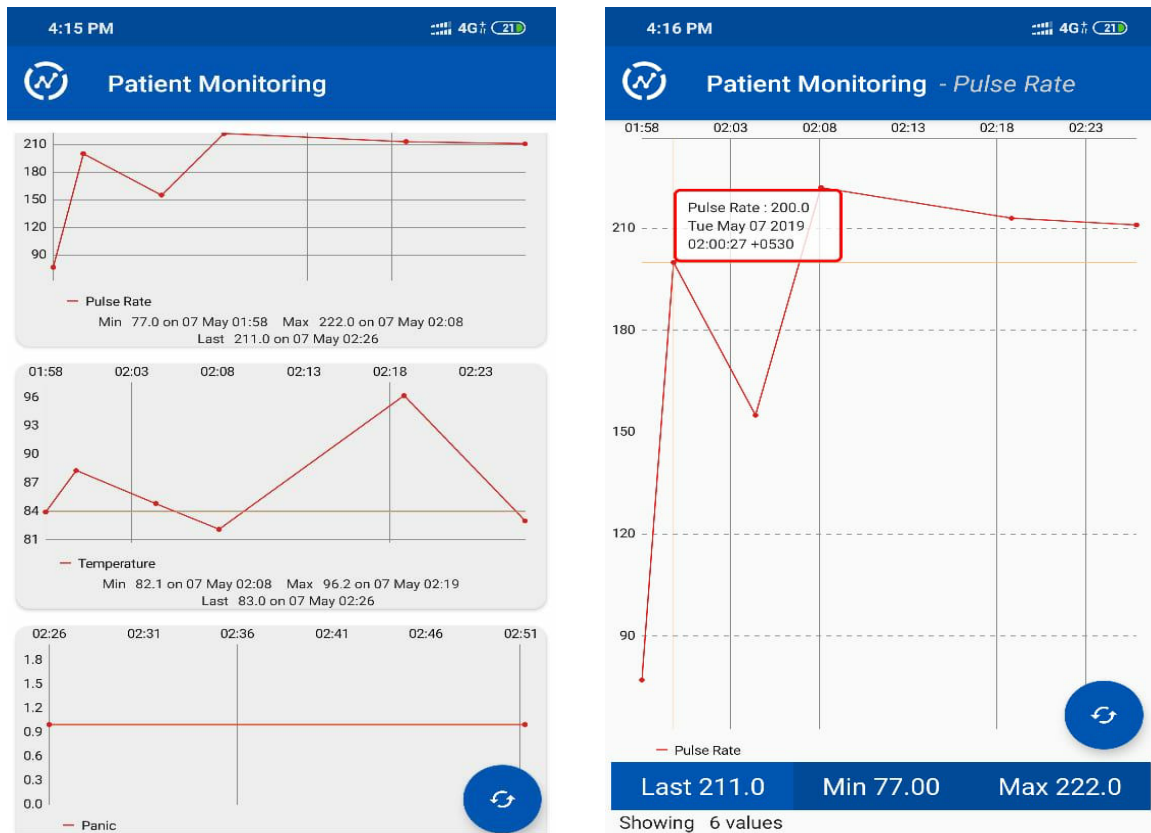 4:15 PM
4G 21
Patient Monitoring
210
180
150
120
90
Pulse Rate
Min 77.0 on 07 May 01:58 Max 222.0 on 07 May 02:08
Last 211.0 on 07 May 02:26
01:58 02:03 02:08 02:13 02:18 02:23
96
93
90
87
84
81
Temperature
Min 82.1 on 07 May 02:08 Max 96.2 on 07 May 02:19
Last 83.0 on 07 May 02:26
02:26 02:31 02:36 02:41 02:46 02:51
1.8
1.5
1.2
0.9
0.6
0.3
0.0
Panic
4:16 PM
4G 21
Patient Monitoring - Pulse Rate
01:58 02:03 02:08 02:13 02:18 02:23
Pulse Rate : 200.0
Tue May 07 2019
02:00:27 +0530
210
180
150
120
90
Pulse Rate
Last 211.0 Min 77.00 Max 222.0
Showing 6 values